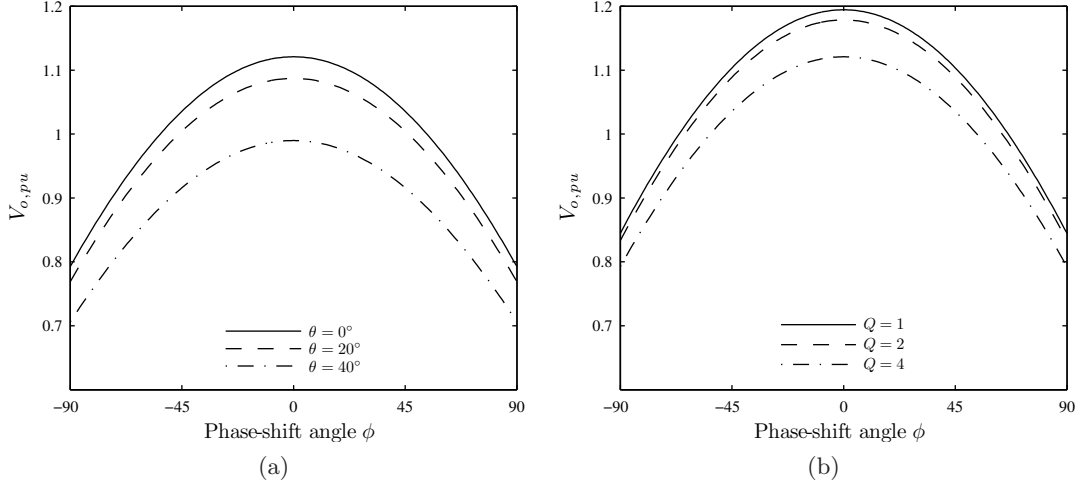 1.2
1.1
1
0.9
0.8
0.7
V_{o,pu}
θ = 0°
θ = 20°
θ = 40°
−90 −45 0 45 90
Phase-shift angle ϕ
(a)
1.2
1.1
1
0.9
0.8
0.7
V_{o,pu}
Q = 1
Q = 2
Q = 4
−90 −45 0 45 90
Phase-shift angle ϕ
(b)